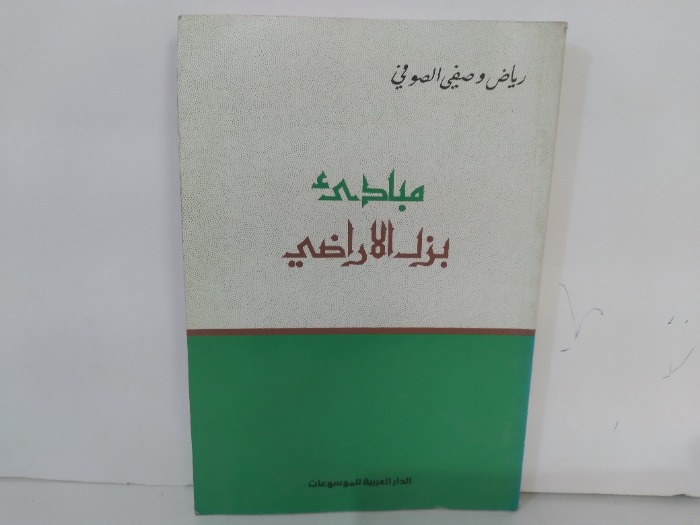 رياض وصفي الصوفي
مبادئ
بزل الاراضي
الدار العربية للموسوعات